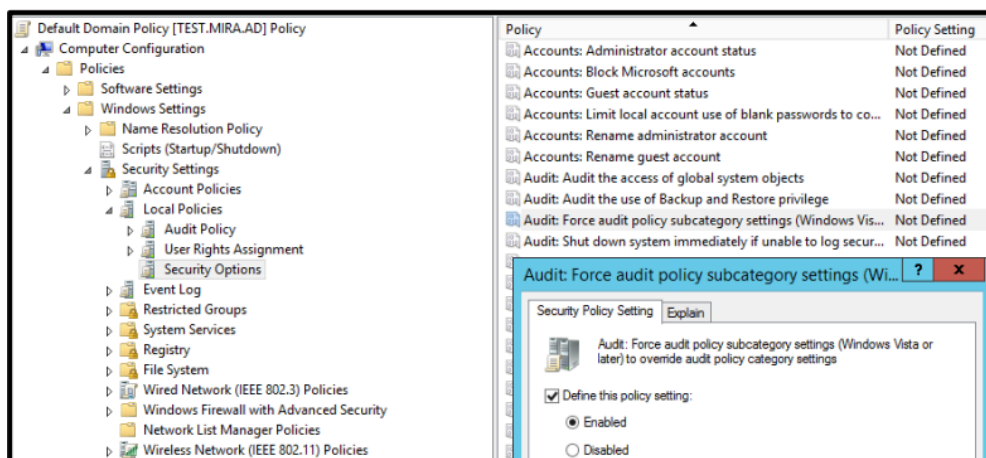 Default Domain Policy [TEST.MIRA.AD] Policy
Computer Configuration
Policies
Software Settings
Windows Settings
Name Resolution Policy
Scripts (Startup/Shutdown)
Security Settings
Account Policies
Local Policies
Audit Policy
User Rights Assignment
Security Options
Event Log
Restricted Groups
System Services
Registry
File System
Wired Network (IEEE 802.3) Policies
Windows Firewall with Advanced Security
Network List Manager Policies
Wireless Network (IEEE 802.11) Policies
Policy Policy Setting
Accounts: Administrator account status Not Defined
Accounts: Block Microsoft accounts Not Defined
Accounts: Guest account status Not Defined
Accounts: Limit local account use of blank passwords to co... Not Defined
Accounts: Rename administrator account Not Defined
Accounts: Rename guest account Not Defined
Audit: Audit the access of global system objects Not Defined
Audit: Audit the use of Backup and Restore privilege Not Defined
Audit: Force audit policy subcategory settings (Windows Vis... Not Defined
Audit: Shut down system immediately if unable to log secur... Not Defined
Audit: Force audit policy subcategory settings (Wi... ? x
Security Policy Setting Explain
Audit: Force audit policy subcategory settings (Windows Vista or
later) to override audit policy category settings
Define this policy setting:
Enabled
Disabled